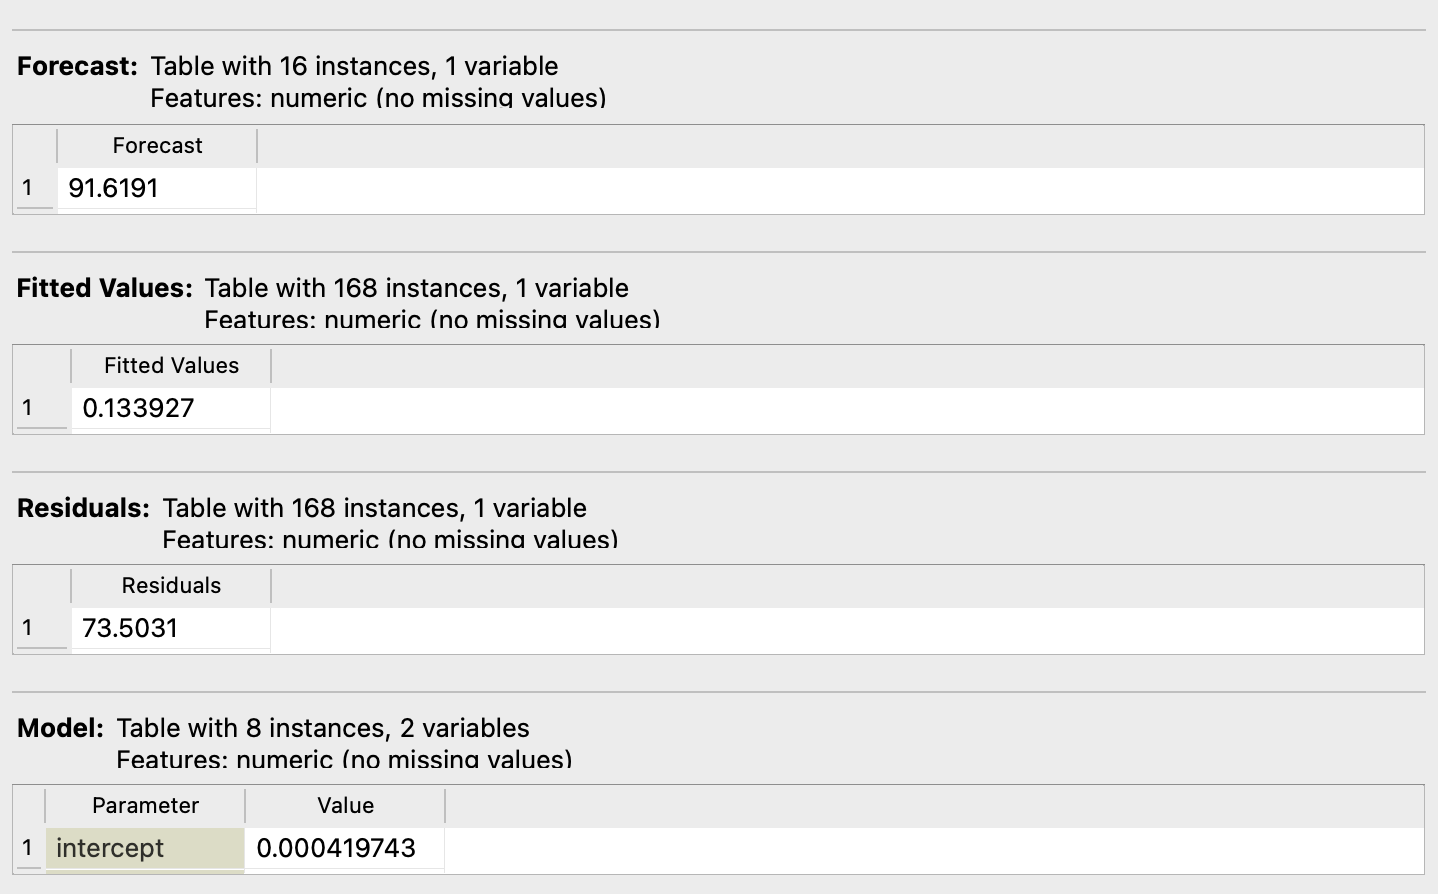 Forecast: Table with 16 instances, 1 variable
Features: numeric (no missing values)
Forecast
1 91.6191
Fitted Values: Table with 168 instances, 1 variable
Features: numeric (no missing values)
Fitted Values
1 0.133927
Residuals: Table with 168 instances, 1 variable
Features: numeric (no missing values)
Residuals
1 73.5031
Model: Table with 8 instances, 2 variables
Features: numeric (no missing values)
Parameter Value
1 intercept 0.000419743